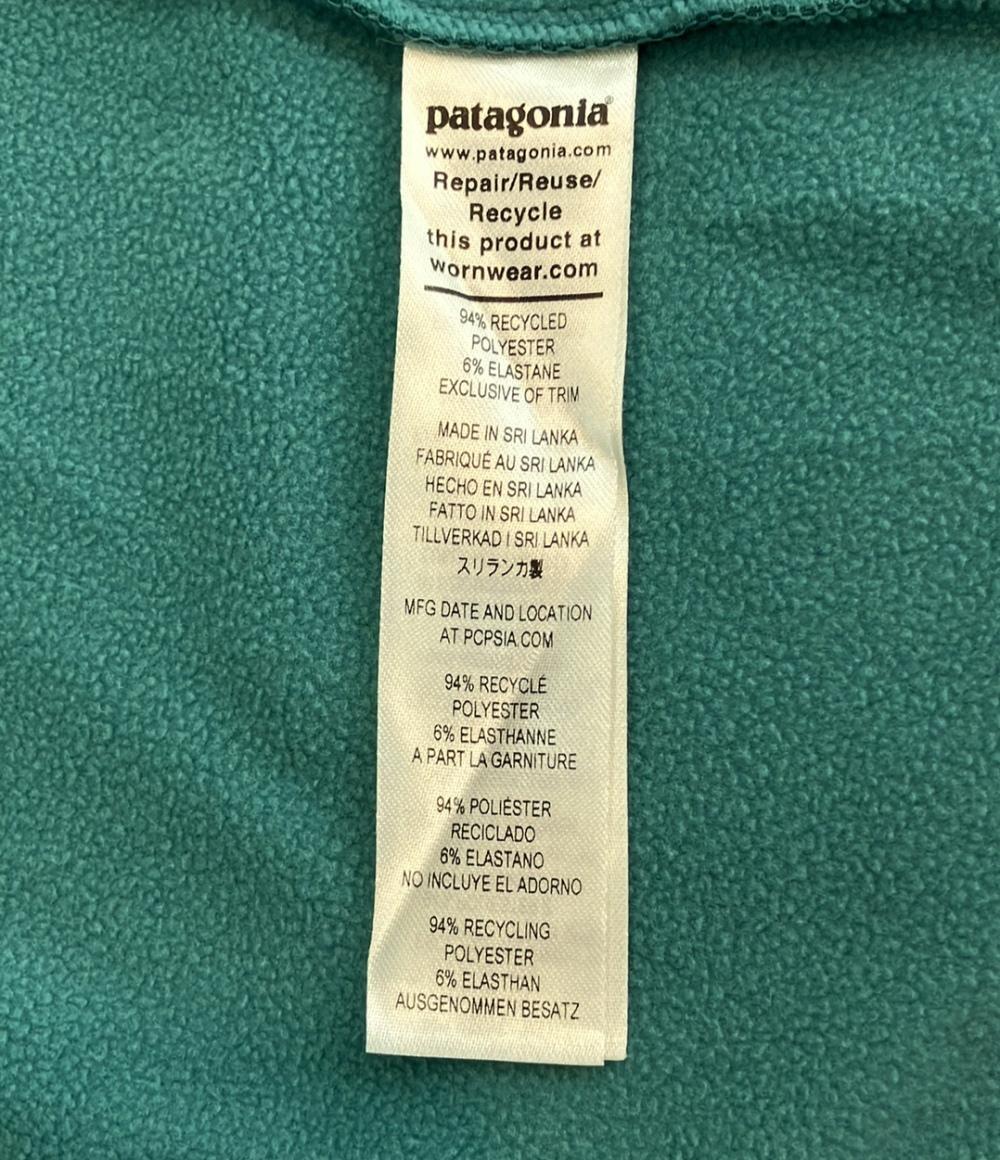 patagonia®
www.patagonia.com
Repair/Reuse/
Recycle
this product at
wornwear.com
94% RECYCLED
POLYESTER
6% ELASTANE
EXCLUSIVE OF TRIM
MADE IN SRI LANKA
FABRIQUÉ AU SRI LANKA
HECHO EN SRI LANKA
FATTO IN SRI LANKA
TILLVERKAD I SRI LANKA
スリランカ製
MFG DATE AND LOCATION
AT PCPSIA.COM
94% RECYCLÉ
POLYESTER
6% ELASTHANNE
A PART LA GARNITURE
94% POLIÉSTER
RECICLADO
6% ELASTANO
NO INCLUYE EL ADORNO
94% RECYCLING
POLYESTER
6% ELASTHAN
AUSGENOMMEN BESATZ